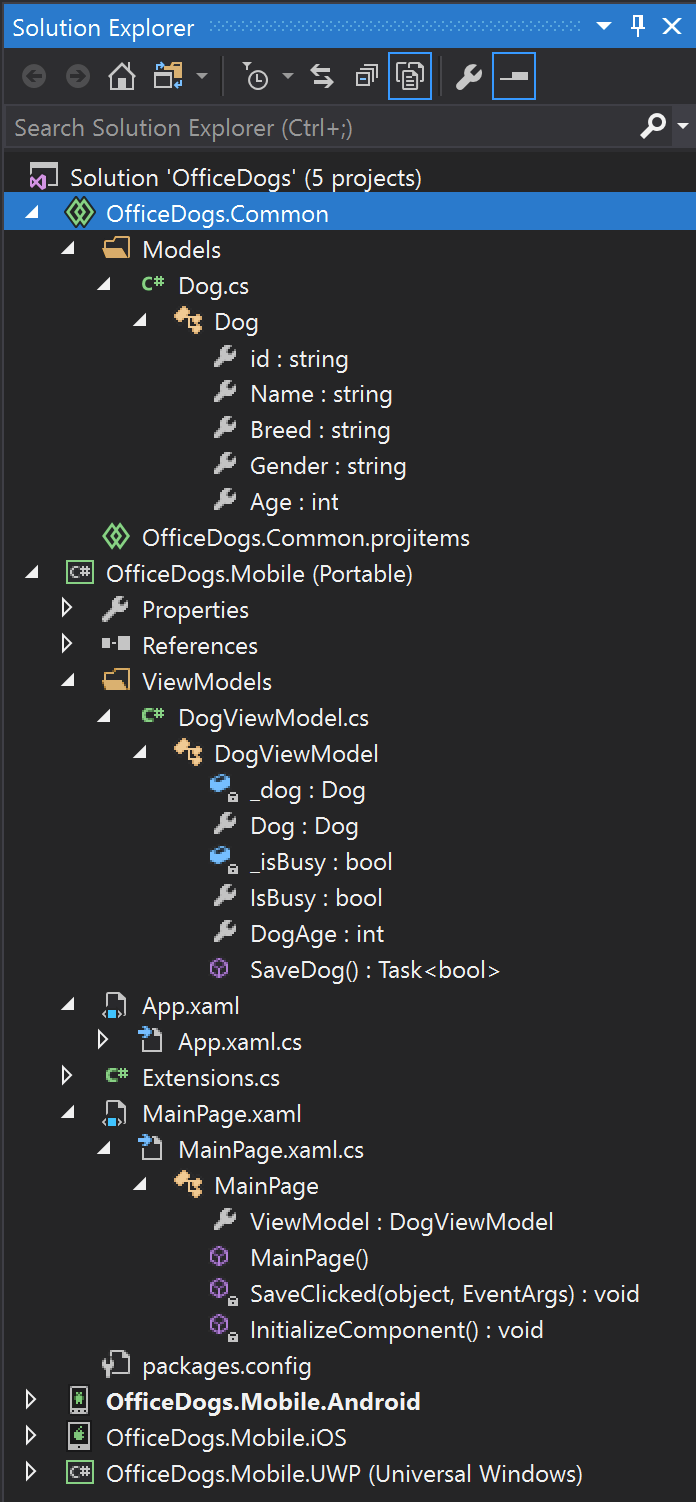 Solution Explorer
Search Solution Explorer (Ctrl+;)
Solution 'OfficeDogs' (5 projects)
OfficeDogs.Common
Models
C# Dog.cs
Dog
id : string
Name : string
Breed : string
Gender : string
Age : int
OfficeDogs.Common.projitems
C# OfficeDogs.Mobile (Portable)
Properties
References
ViewModels
C# DogViewModel.cs
DogViewModel
_dog : Dog
Dog : Dog
_isBusy : bool
IsBusy : bool
DogAge : int
SaveDog() : Task<bool>
App.xaml
App.xaml.cs
C# Extensions.cs
MainPage.xaml
MainPage.xaml.cs
MainPage
ViewModel : DogViewModel
MainPage()
SaveClicked(object, EventArgs) : void
InitializeComponent() : void
packages.config
OfficeDogs.Mobile.Android
OfficeDogs.Mobile.iOS
C# OfficeDogs.Mobile.UWP (Universal Windows)